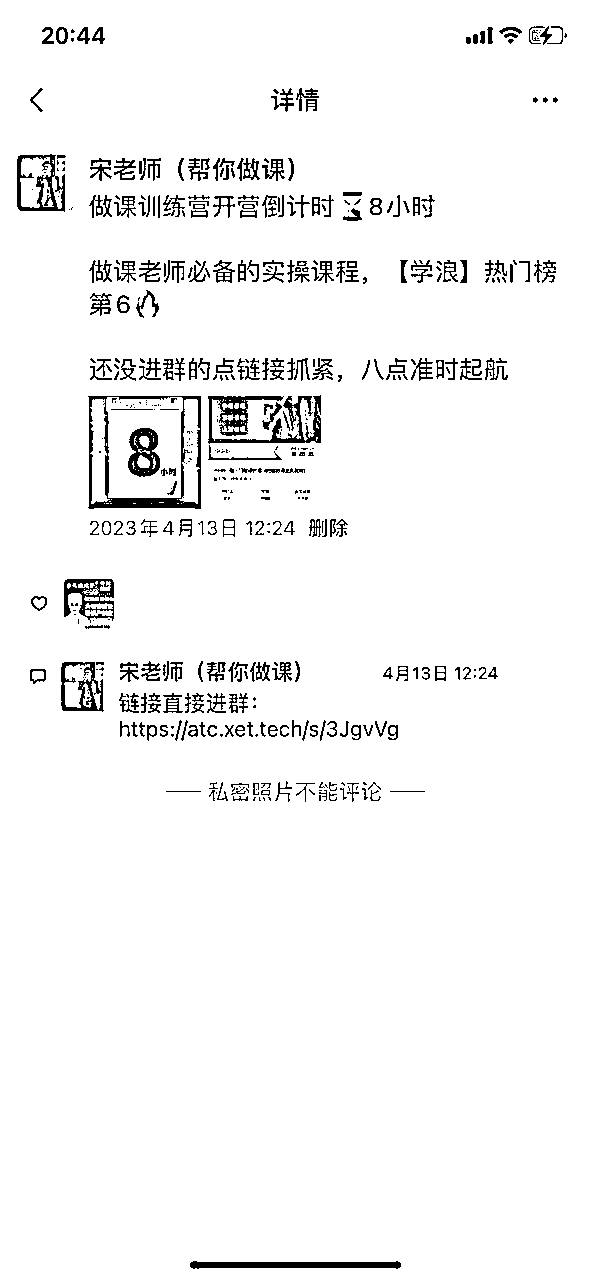 20:44
详情
宋老师（帮你做课）
做课训练营开营倒计时⏳8小时
做课老师必备的实操课程，【学浪】热门榜
第6🔥
还没进群的点链接抓紧，八点准时起航
8
小时
2023年4月13日 12:24 删除
宋老师（帮你做课） 4月13日 12:24
链接直接进群：
https://atc.xet.tech/s/3JgvVg
私密照片不能评论